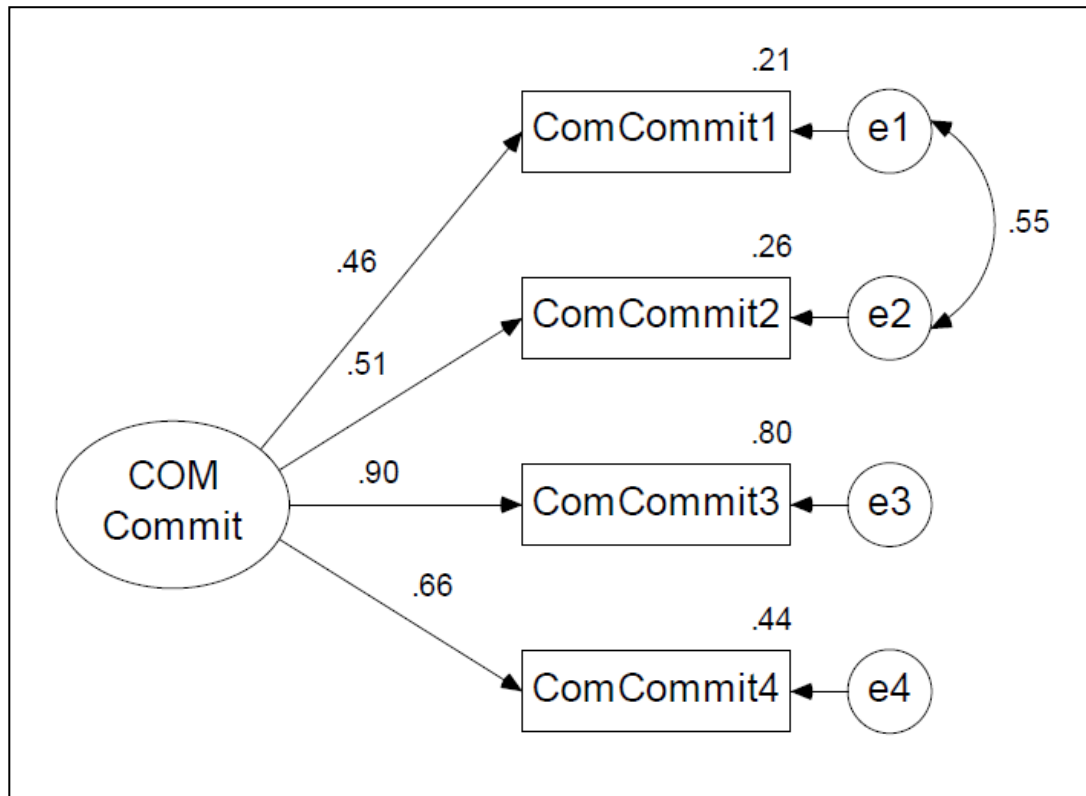 .21
ComCommit1
e1
.46
.55
.26
ComCommit2
e2
.51
COM
Commit
.90
.80
ComCommit3
e3
.66
.44
ComCommit4
e4